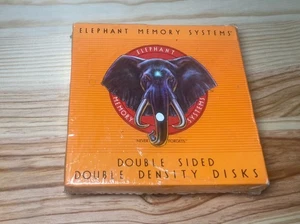 ELEPHANT MEMORY SYSTEMS®
ELEPHANT
MEMORY
SYSTEMS
DOUBLE SIDED
DOUBLE DENSITY DISKS